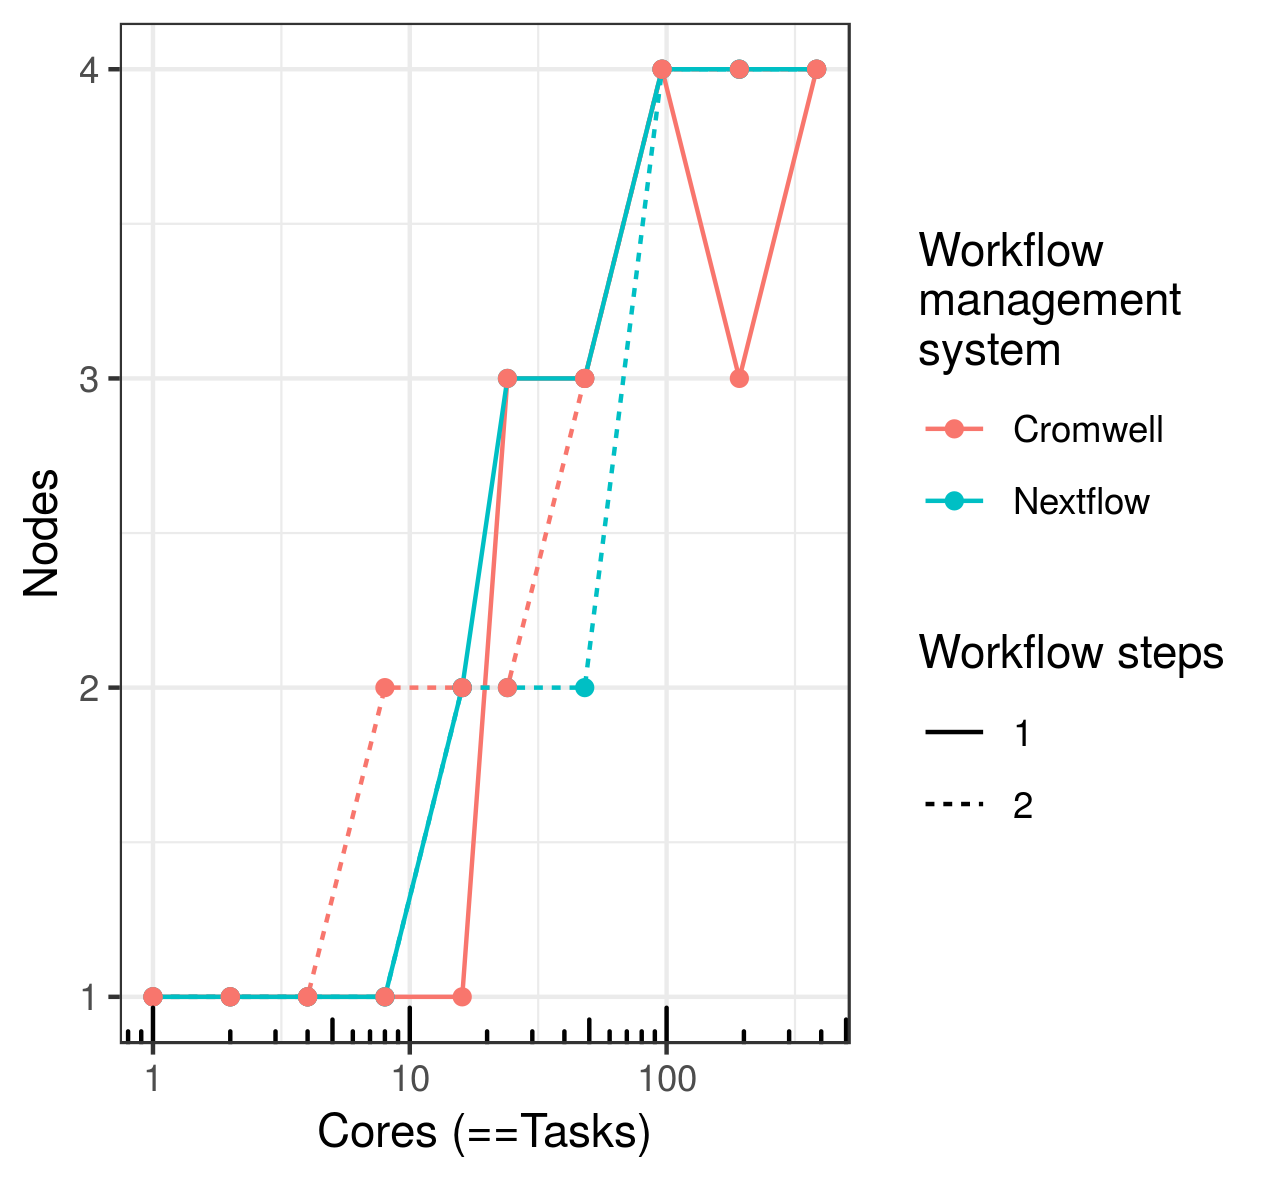 4
3
2
1
Nodes
1 10 100
Cores (==Tasks)
Workflow
management
system
Cromwell
Nextflow
Workflow steps
1
2